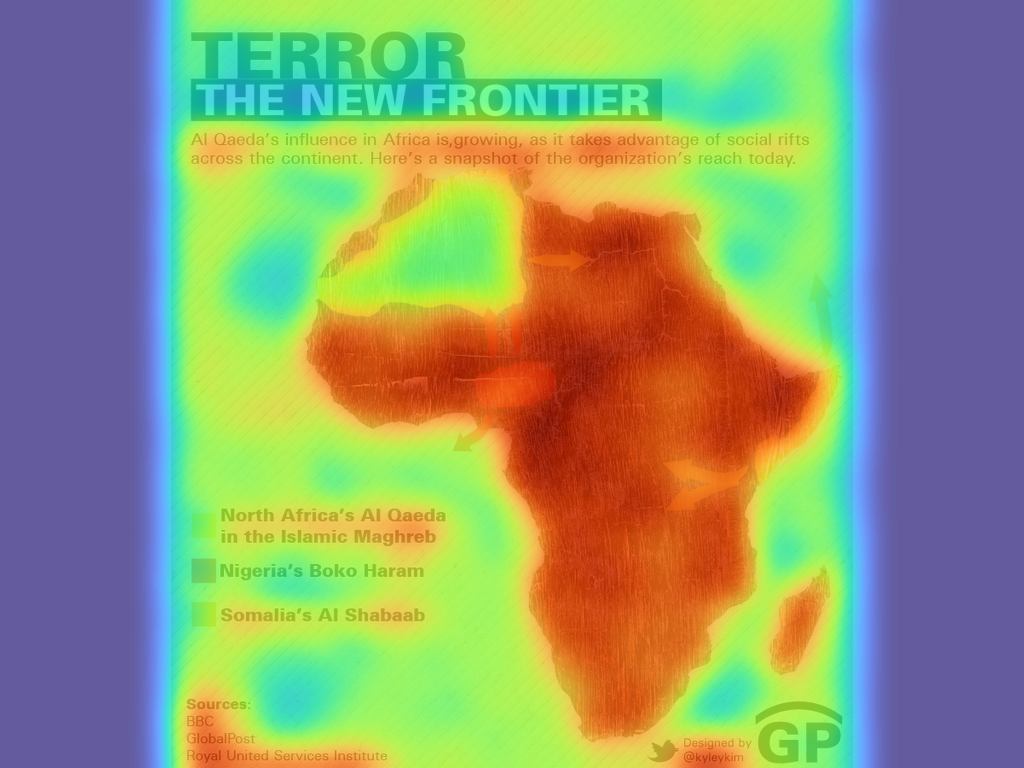 TERROR
THE NEW FRONTIER
Al Qaeda's influence in Africa is,growing, as it takes advantage of social rifts
across the continent. Here's a snapshot of the organization's reach today.
North Africa's Al Qaeda
in the Islamic Maghreb
Nigeria's Boko Haram
Somalia's Al Shabaab
Sources:
BBC
GlobalPost
Royal United Services Institute
Designed by
@kyleykim
GP